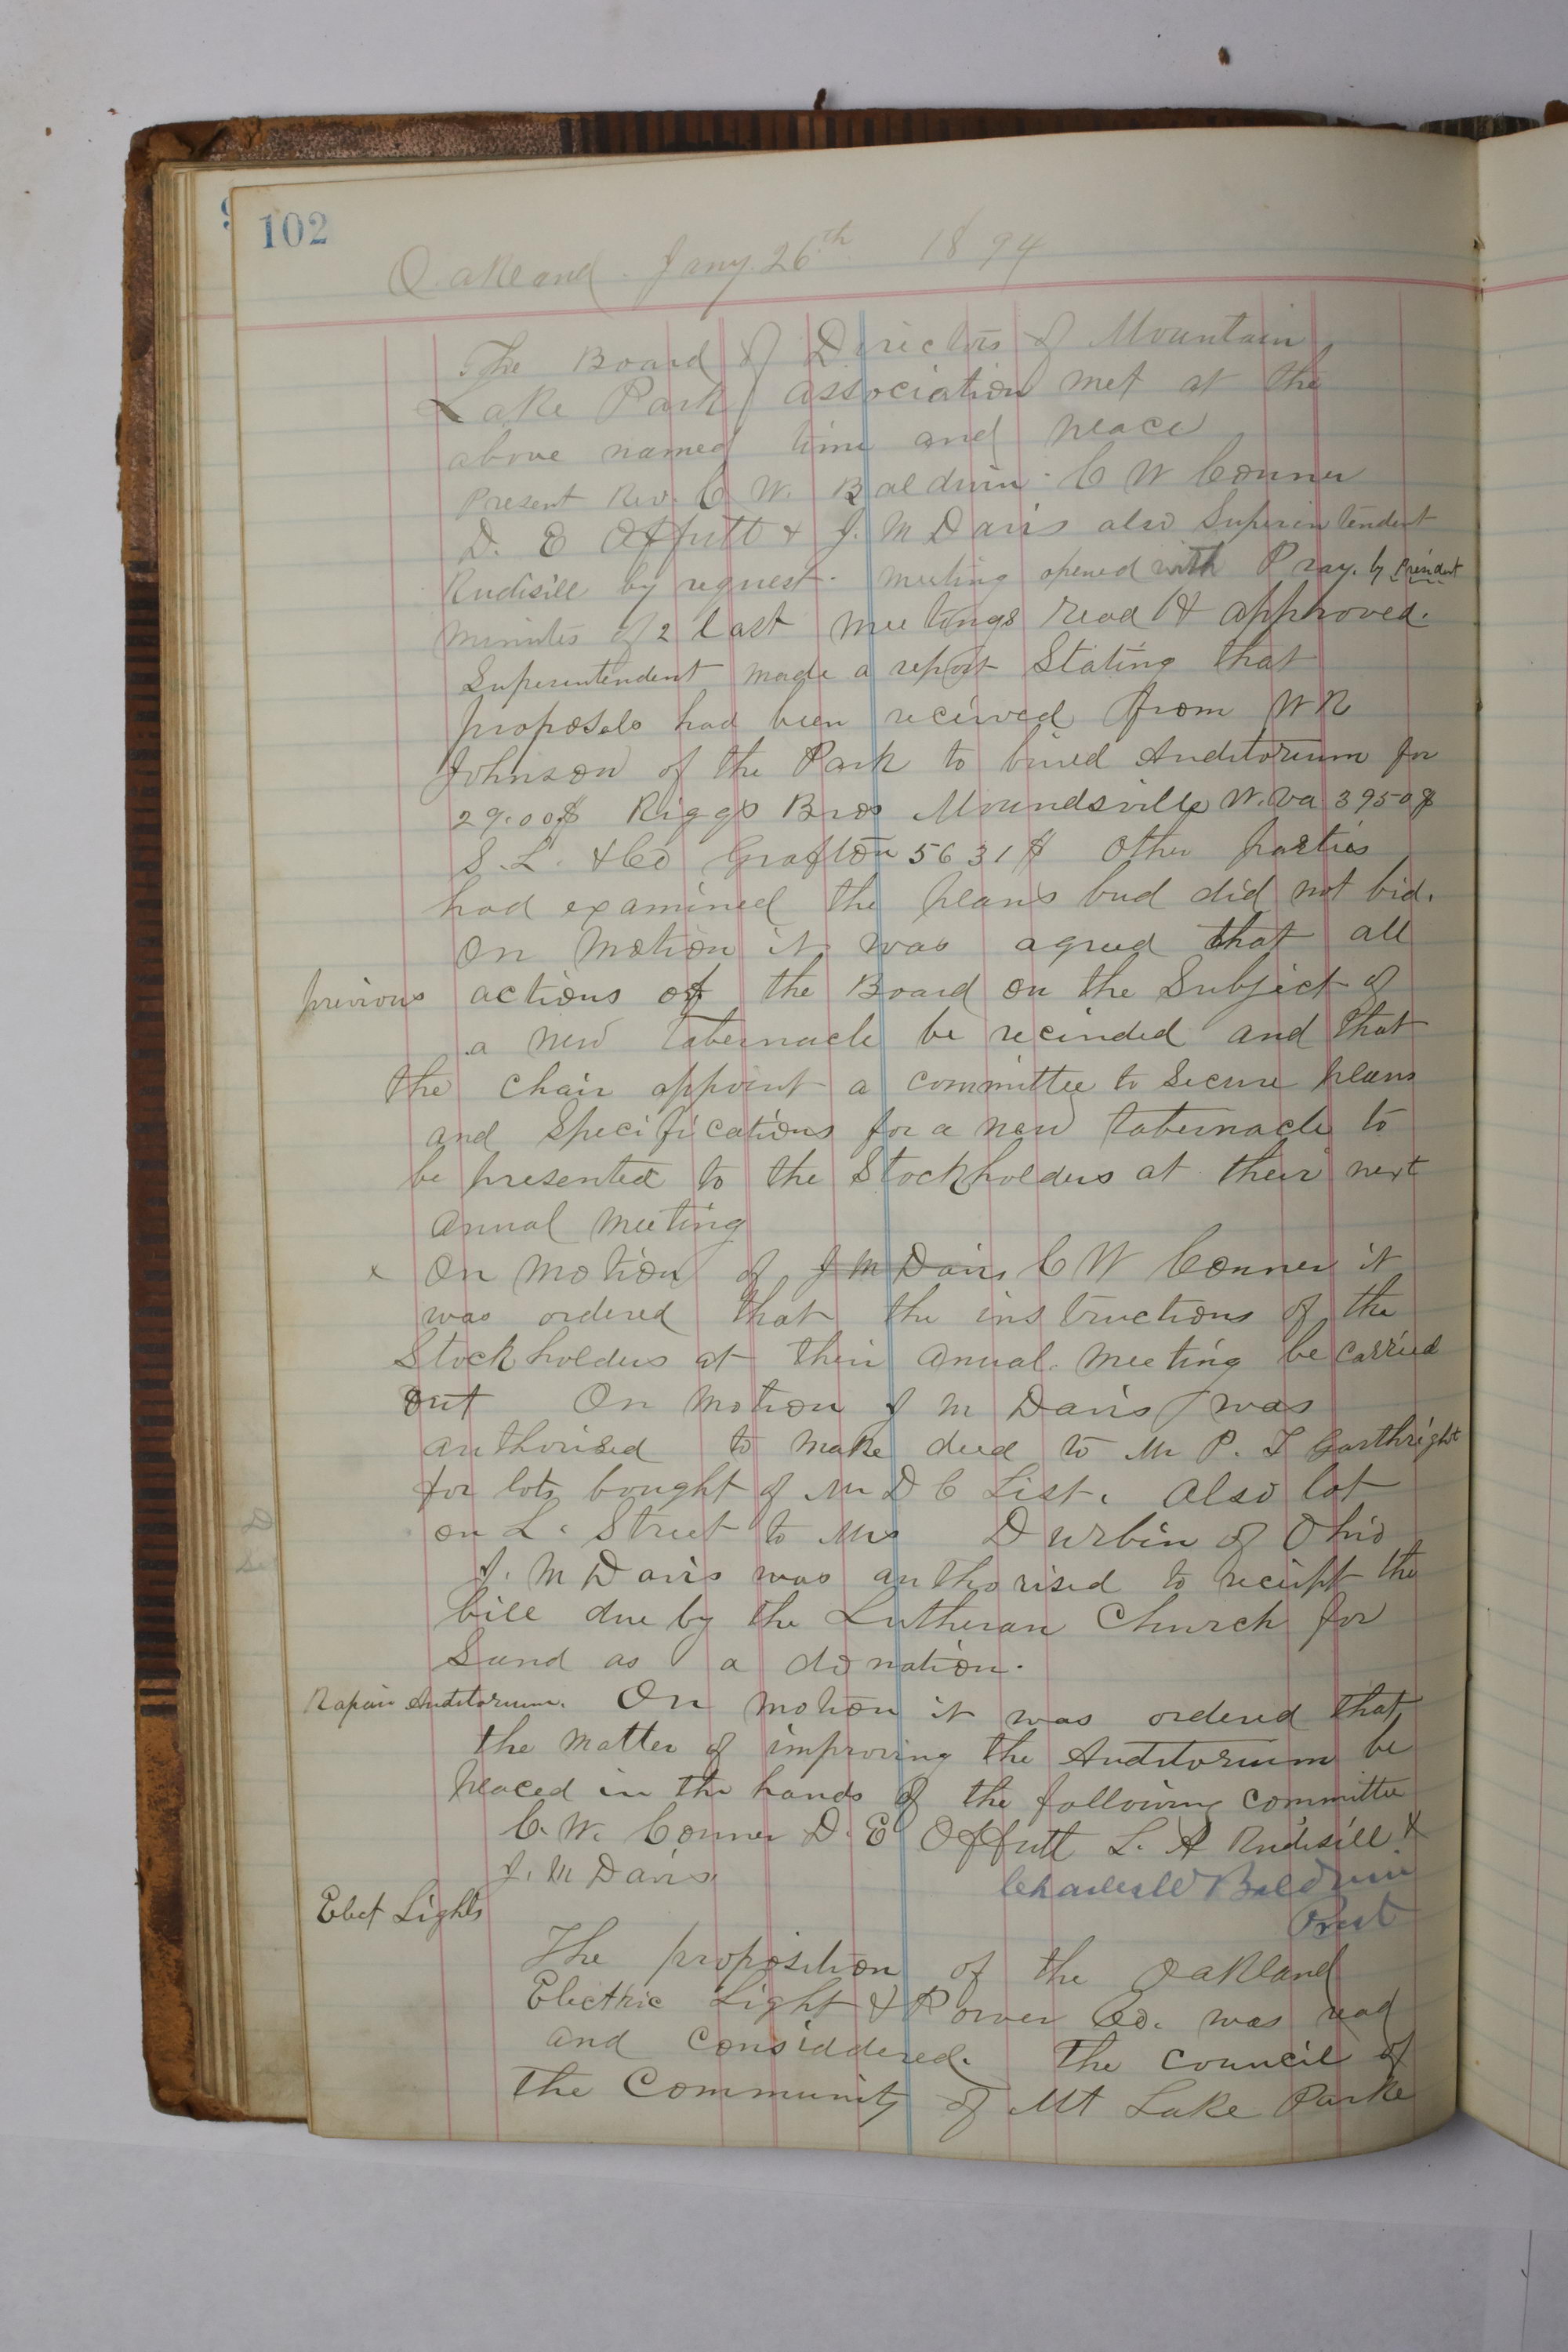 102
Oakland Jany. 26th 1894
The Board of Directors of Mountain
Lake Park Association met at the
above named time and place
Present Rev. C. W. Baldwin C W Conner
D. E Offutt & J. M Davis also Superintendent
Rudisill by request. meeting opened with Pray. by President
minutes of 2 last meetings read & approved.
Superintendent made a report Stating that
proposals had been received from W R
Johnson of the Park to build Auditorium for
29.00$ Riggs Bros Moundsville W. Va 3950$
S. L. & Co Grafton 5631$ Other parties
had examined the plans bud did not bid.
On Motion it was agreed that all
previous actions of the Board on the Subject of
a new tabernacle be recinded and that
the chair appoint a committee to Secure plans
and Specifications for a new tabernacle to
be presented to the Stockholders at their next
anual meeting
x On motion of J M Davis C W Conner it
was ordered that the instructions of the
Stockholders at their anual. meeting be carried
out On motion J M Davis was
authorised to make deed to Mr P. T Garthright
for lots bought of Mr D C List. also lot
on L. Street to Mrs Durbin of Ohio
J. M Davis was authorised to receipt the
bill due by the Lutheran Church for
Sand as a donation.
Rapair Auditorium. On motion it was ordered that
the matter of improving the Auditorium be
placed in the hands of the following committee
C. W. Conner D. E Offutt L. A Rudisill &
J. M Davis.
Charles W Baldwin
Prest
Elect Lights
The proposition of the Oakland
Electric Light & Power Co. was read
and considdered. The council of
the Community of Mt Lake Parke